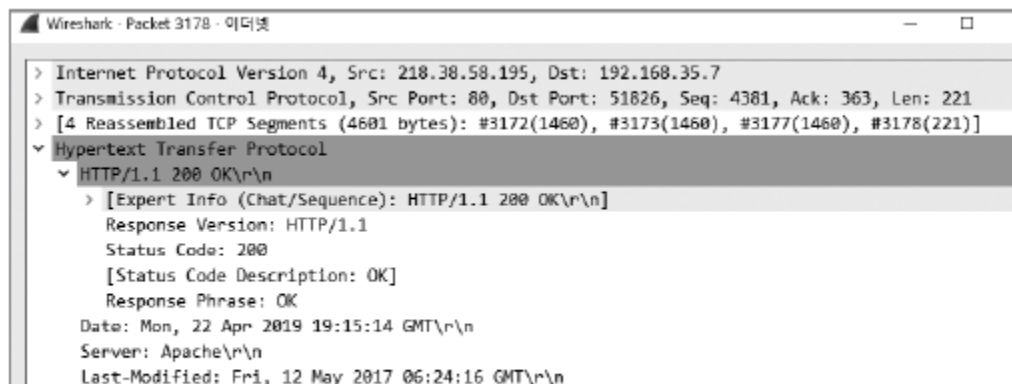 Wireshark · Packet 3178 · 이더넷
> Internet Protocol Version 4, Src: 218.38.58.195, Dst: 192.168.35.7
> Transmission Control Protocol, Src Port: 80, Dst Port: 51826, Seq: 4381, Ack: 363, Len: 221
> [4 Reassembled TCP Segments (4601 bytes): #3172(1460), #3173(1460), #3177(1460), #3178(221)]
Hypertext Transfer Protocol
HTTP/1.1 200 OK\r\n
> [Expert Info (Chat/Sequence): HTTP/1.1 200 OK\r\n]
Response Version: HTTP/1.1
Status Code: 200
[Status Code Description: OK]
Response Phrase: OK
Date: Mon, 22 Apr 2019 19:15:14 GMT\r\n
Server: Apache\r\n
Last-Modified: Fri, 12 May 2017 06:24:16 GMT\r\n